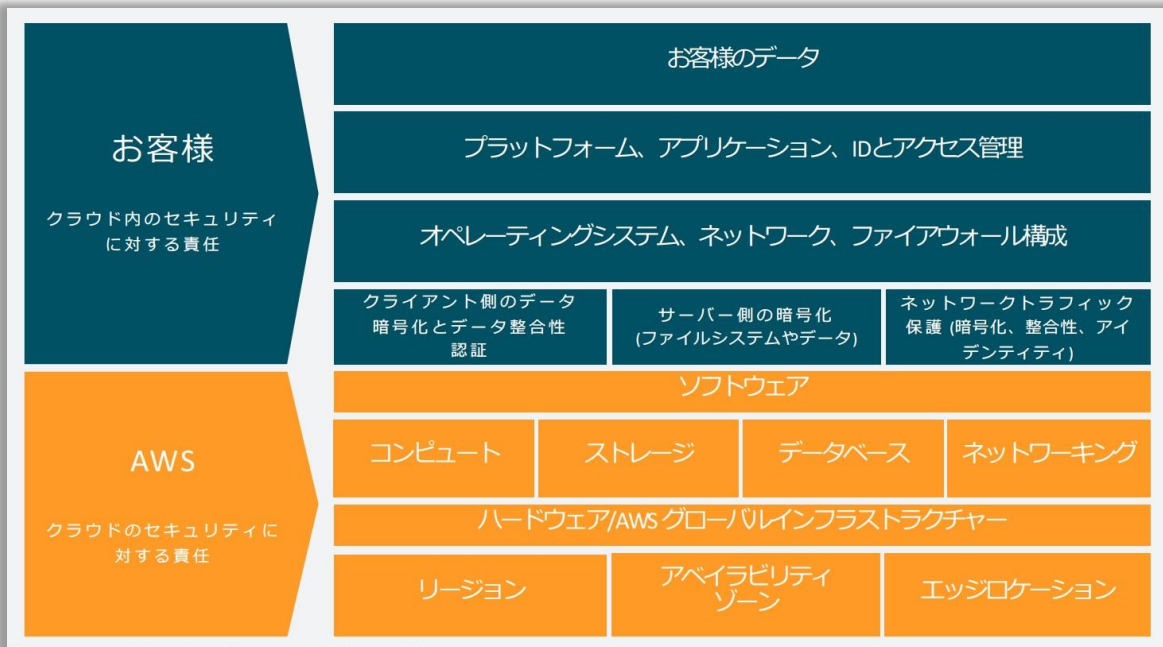 お客様
クラウド内のセキュリティ
に対する責任
お客様のデータ
プラットフォーム、アプリケーション、IDとアクセス管理
オペレーティングシステム、ネットワーク、ファイアウォール構成
クライアント側のデータ
暗号化とデータ整合性
認証
サーバー側の暗号化
(ファイルシステムやデータ)
ネットワークトラフィック
保護 (暗号化、整合性、アイ
デンティティ)
AWS
クラウドのセキュリティに
対する責任
ソフトウェア
コンピュート
ストレージ
データベース
ネットワーキング
ハードウェア/AWS グローバルインフラストラクチャー
リージョン
アベイラビリティ
ゾーン
エッジロケーション